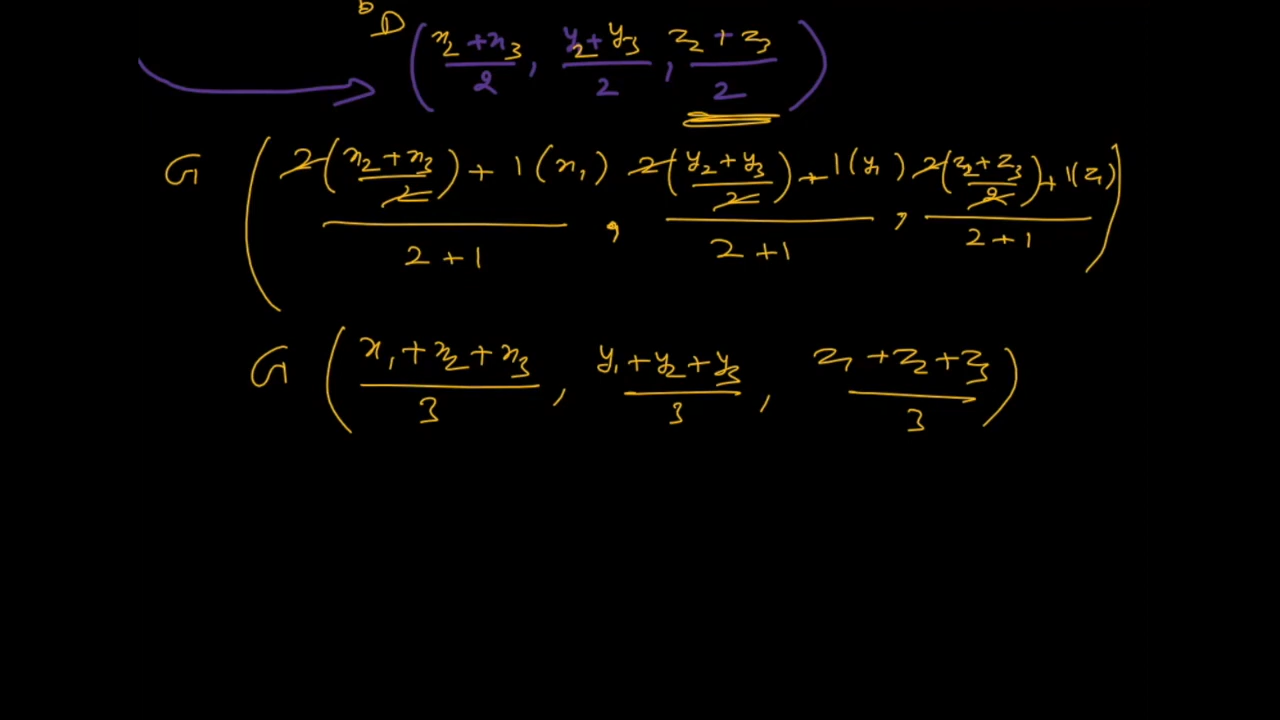 D ( (x₂ + x₃)/2 , (y₂ + y₃)/2 , (z₂ + z₃)/2 )
G ( (2((x₂ + x₃)/2) + 1(x₁))/(2 + 1) , (2((y₂ + y₃)/2) + 1(y₁))/(2 + 1) , (2((z₂ + z₃)/2) + 1(z₁))/(2 + 1) )
G ( (x₁ + x₂ + x₃)/3 , (y₁ + y₂ + y₃)/3 , (z₁ + z₂ + z₃)/3 )